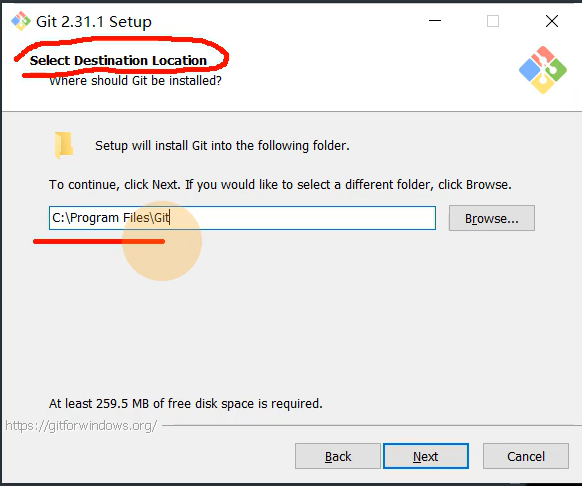 Git 2.31.1 Setup
Select Destination Location
Where should Git be installed?
Setup will install Git into the following folder.
To continue, click Next. If you would like to select a different folder, click Browse.
C:\Program Files\Git
Browse...
At least 259.5 MB of free disk space is required.
https://gitforwindows.org/
Back Next Cancel